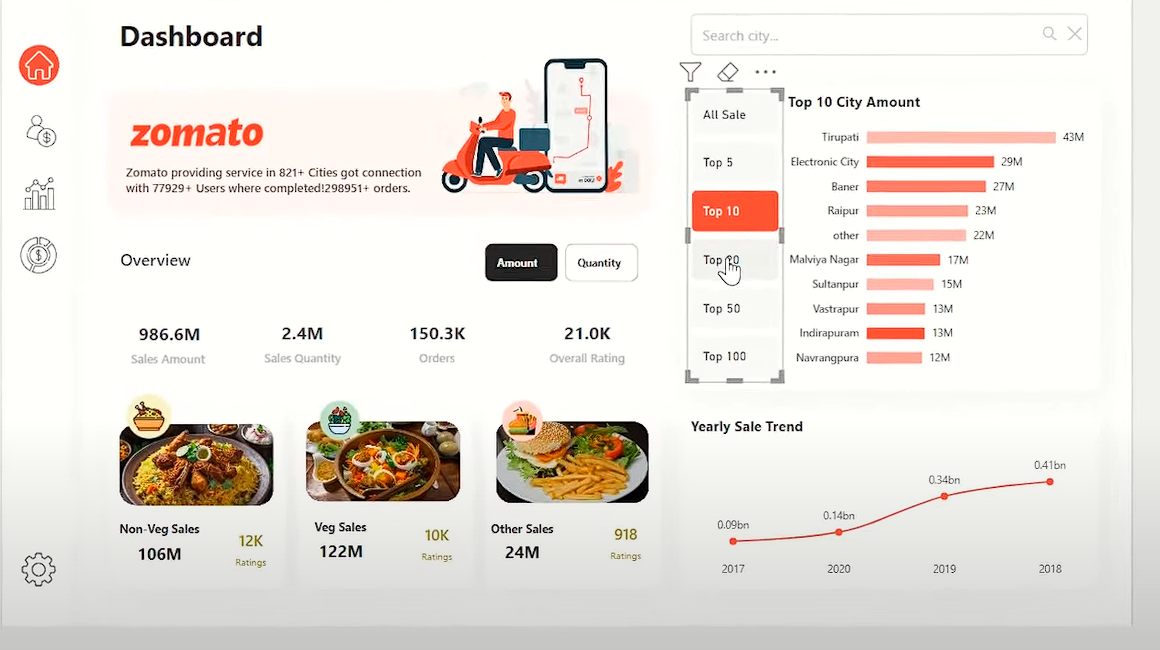 Dashboard
Search city...
zomato
Zomato providing service in 821+ Cities got connection
with 77929+ Users where completed!298951+ orders.
Overview
Amount
Quantity
986.6M
Sales Amount
2.4M
Sales Quantity
150.3K
Orders
21.0K
Overall Rating
Non-Veg Sales
106M
12K
Ratings
Veg Sales
122M
10K
Ratings
Other Sales
24M
918
Ratings
All Sale
Top 5
Top 10
Top 20
Top 50
Top 100
Top 10 City Amount
Tirupati 43M
Electronic City 29M
Baner 27M
Raipur 23M
other 22M
Malviya Nagar 17M
Sultanpur 15M
Vastrapur 13M
Indirapuram 13M
Navrangpura 12M
Yearly Sale Trend
0.09bn
0.14bn
0.34bn
0.41bn
2017
2020
2019
2018